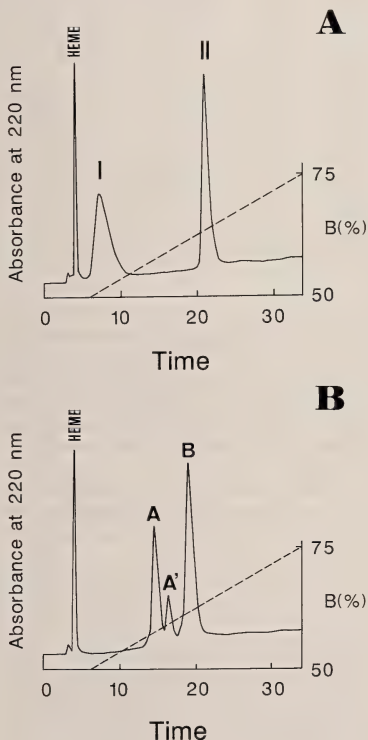 A
Absorbance at 220 nm
HEME
I
II
75
B(%)
50
0 10 20 30
Time
B
Absorbance at 220 nm
HEME
A
A'
B
75
B(%)
50
0 10 20 30
Time